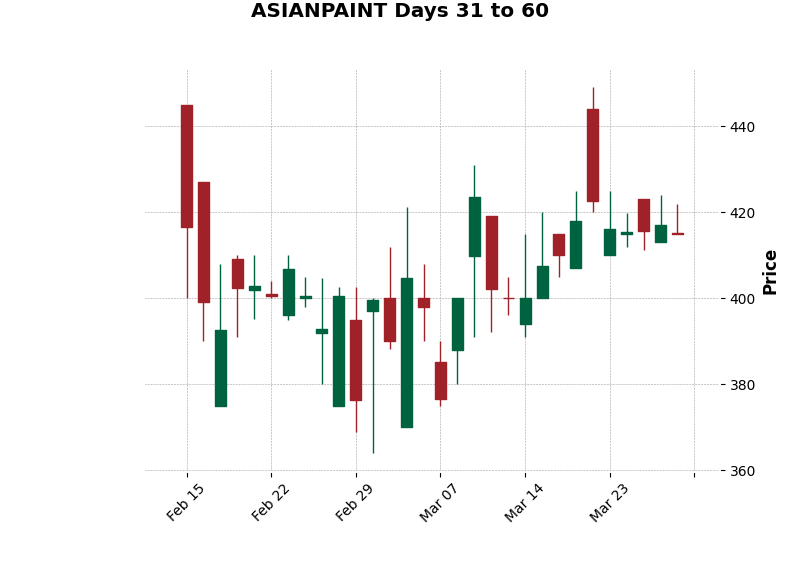 ASIANPAINT Days 31 to 60
440
420
400
380
360
Price
Feb 15
Feb 22
Feb 29
Mar 07
Mar 14
Mar 23